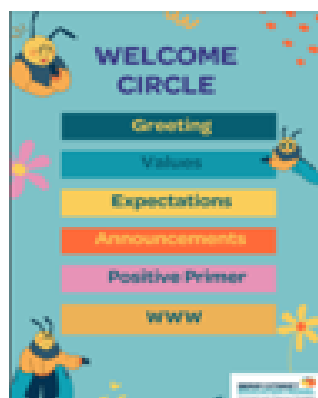 WELCOME
CIRCLE
Greeting
Values
Expectations
Announcements
Positive Primer
WWW